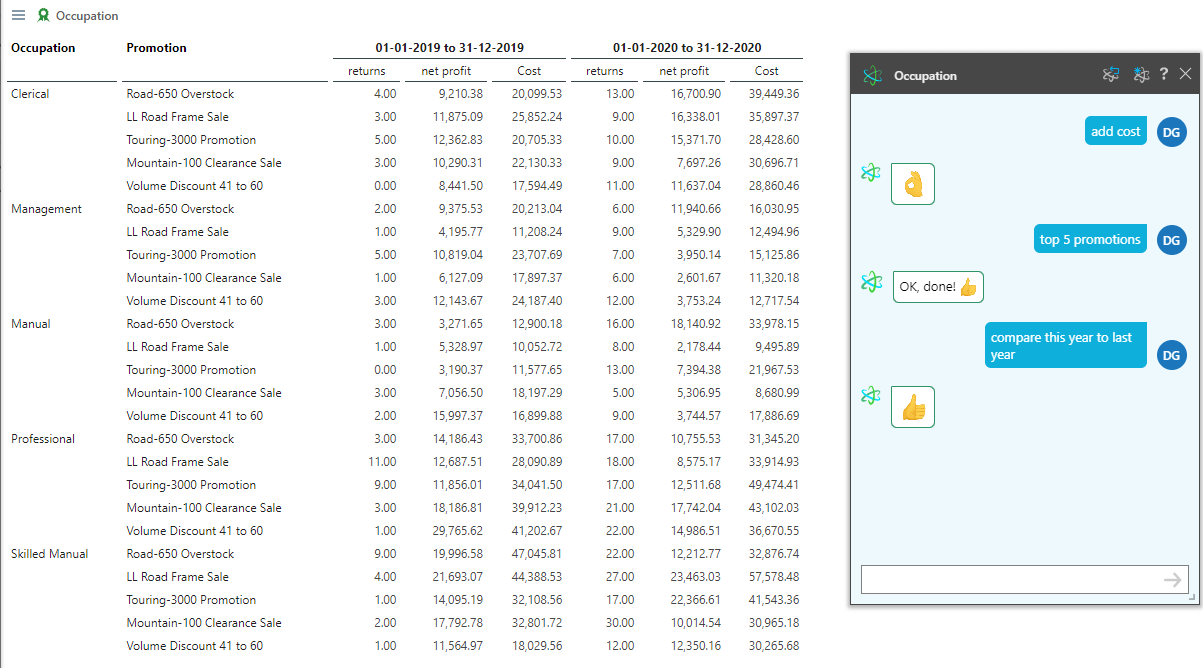 Occupation
Occupation Promotion 01-01-2019 to 31-12-2019 01-01-2020 to 31-12-2020
returns net profit Cost returns net profit Cost
Clerical Road-650 Overstock 4.00 9,210.38 20,099.53 13.00 16,700.90 39,449.36
LL Road Frame Sale 3.00 11,875.09 25,852.24 9.00 16,338.01 35,897.37
Touring-3000 Promotion 5.00 12,362.83 20,705.33 10.00 15,371.70 28,428.60
Mountain-100 Clearance Sale 3.00 10,290.31 22,130.33 9.00 7,697.26 30,696.71
Volume Discount 41 to 60 0.00 8,441.50 17,594.49 11.00 11,637.04 28,860.46
Management Road-650 Overstock 2.00 9,375.53 20,213.04 6.00 11,940.66 16,030.95
LL Road Frame Sale 1.00 4,195.77 11,208.24 9.00 5,329.90 12,494.96
Touring-3000 Promotion 5.00 10,819.04 23,707.69 7.00 3,950.14 15,125.86
Mountain-100 Clearance Sale 1.00 6,127.09 17,897.37 6.00 2,601.67 11,320.18
Volume Discount 41 to 60 3.00 12,143.67 24,187.40 12.00 3,753.24 12,717.54
Manual Road-650 Overstock 3.00 3,271.65 12,900.18 16.00 18,140.92 33,978.15
LL Road Frame Sale 1.00 5,328.97 10,052.72 8.00 2,178.44 9,495.89
Touring-3000 Promotion 0.00 3,190.37 11,577.65 13.00 7,394.38 21,967.53
Mountain-100 Clearance Sale 3.00 7,056.50 18,197.29 5.00 5,306.95 8,680.99
Volume Discount 41 to 60 2.00 15,997.37 16,899.88 9.00 3,744.57 17,886.69
Professional Road-650 Overstock 3.00 14,186.43 33,700.86 17.00 10,755.53 31,345.20
LL Road Frame Sale 11.00 12,687.51 28,090.89 18.00 8,575.17 33,914.93
Touring-3000 Promotion 9.00 11,856.01 34,041.50 17.00 12,511.68 49,474.41
Mountain-100 Clearance Sale 3.00 18,186.81 39,912.23 21.00 17,742.04 43,102.03
Volume Discount 41 to 60 1.00 29,765.62 41,202.67 22.00 14,986.51 36,670.55
Skilled Manual Road-650 Overstock 9.00 19,996.58 47,045.81 22.00 12,212.77 32,876.74
LL Road Frame Sale 4.00 21,693.07 44,388.53 27.00 23,463.03 57,578.48
Touring-3000 Promotion 1.00 14,095.19 32,108.56 17.00 22,366.61 41,543.36
Mountain-100 Clearance Sale 2.00 17,792.78 32,801.72 30.00 10,014.54 30,965.18
Volume Discount 41 to 60 1.00 11,564.97 18,029.56 12.00 12,350.16 30,265.68
Occupation ?
add cost DG
top 5 promotions DG
OK, done!
compare this year to last
year DG